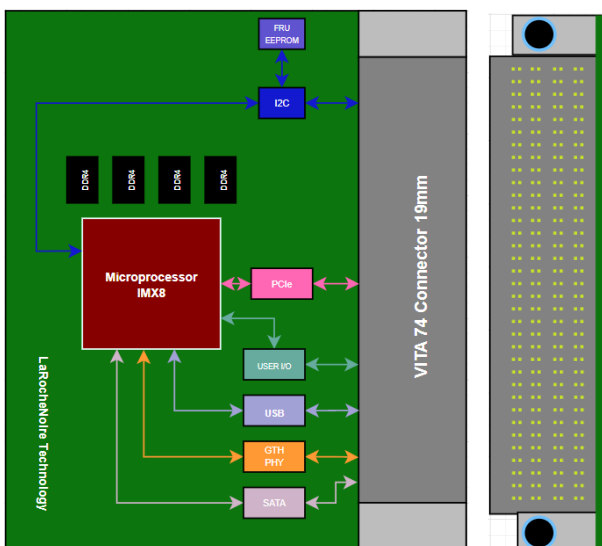 FRU
EEPROM
I2C
DDR4
DDR4
DDR4
DDR4
Microprocessor
IMX8
PCIe
VITA 74 Connector 19mm
USER I/O
LaRocheNoIre Technology
USB
GTH
PHY
SATA